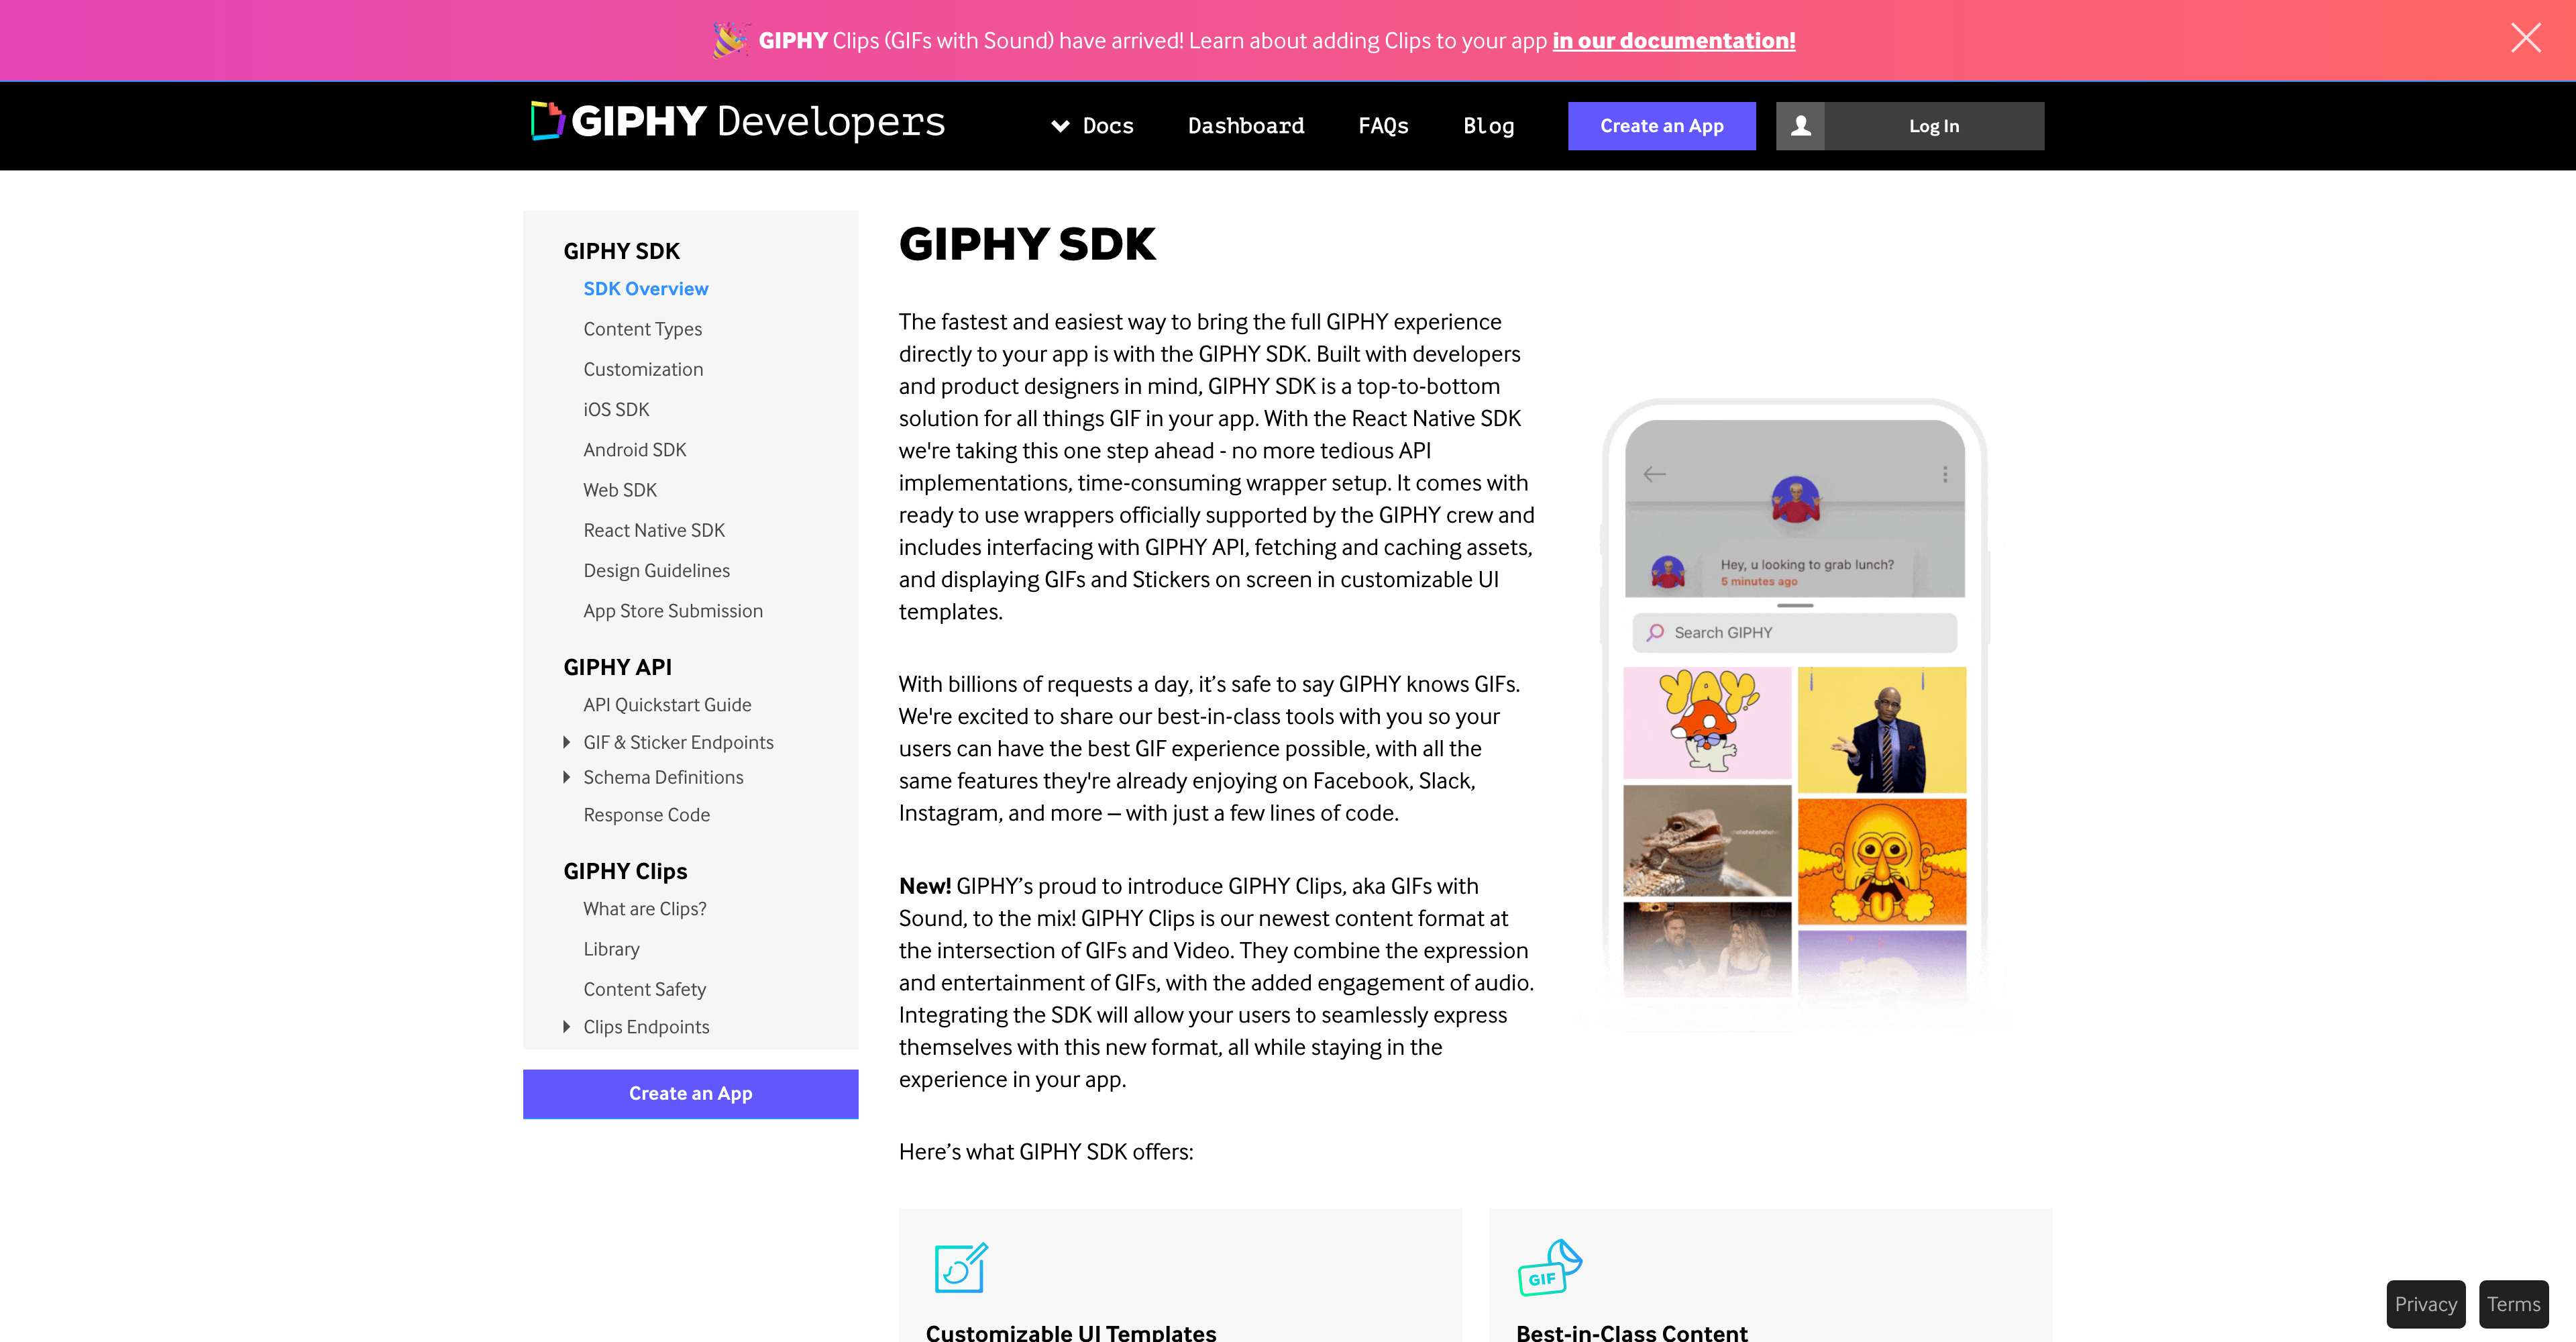 GIPHY Clips (GIFs with Sound) have arrived! Learn about adding Clips to your app in our documentation!
GIPHY Developers
Docs
Dashboard
FAQs
Blog
Create an App
Log In
GIPHY SDK
SDK Overview
Content Types
Customization
iOS SDK
Android SDK
Web SDK
React Native SDK
Design Guidelines
App Store Submission
GIPHY API
API Quickstart Guide
GIF & Sticker Endpoints
Schema Definitions
Response Code
GIPHY Clips
What are Clips?
Library
Content Safety
Clips Endpoints
Create an App
GIPHY SDK
The fastest and easiest way to bring the full GIPHY experience
directly to your app is with the GIPHY SDK. Built with developers
and product designers in mind, GIPHY SDK is a top-to-bottom
solution for all things GIF in your app. With the React Native SDK
we're taking this one step ahead - no more tedious API
implementations, time-consuming wrapper setup. It comes with
ready to use wrappers officially supported by the GIPHY crew and
includes interfacing with GIPHY API, fetching and caching assets,
and displaying GIFs and Stickers on screen in customizable UI
templates.
With billions of requests a day, it’s safe to say GIPHY knows GIFs.
We're excited to share our best-in-class tools with you so your
users can have the best GIF experience possible, with all the
same features they're already enjoying on Facebook, Slack,
Instagram, and more – with just a few lines of code.
New! GIPHY’s proud to introduce GIPHY Clips, aka GIFs with
Sound, to the mix! GIPHY Clips is our newest content format at
the intersection of GIFs and Video. They combine the expression
and entertainment of GIFs, with the added engagement of audio.
Integrating the SDK will allow your users to seamlessly express
themselves with this new format, all while staying in the
experience in your app.
Here’s what GIPHY SDK offers:
Hey, u looking to grab lunch?
5 minutes ago
Search GIPHY
YAY!
GIF
Customizable UI Templates
Best-in-Class Content
Privacy
Terms